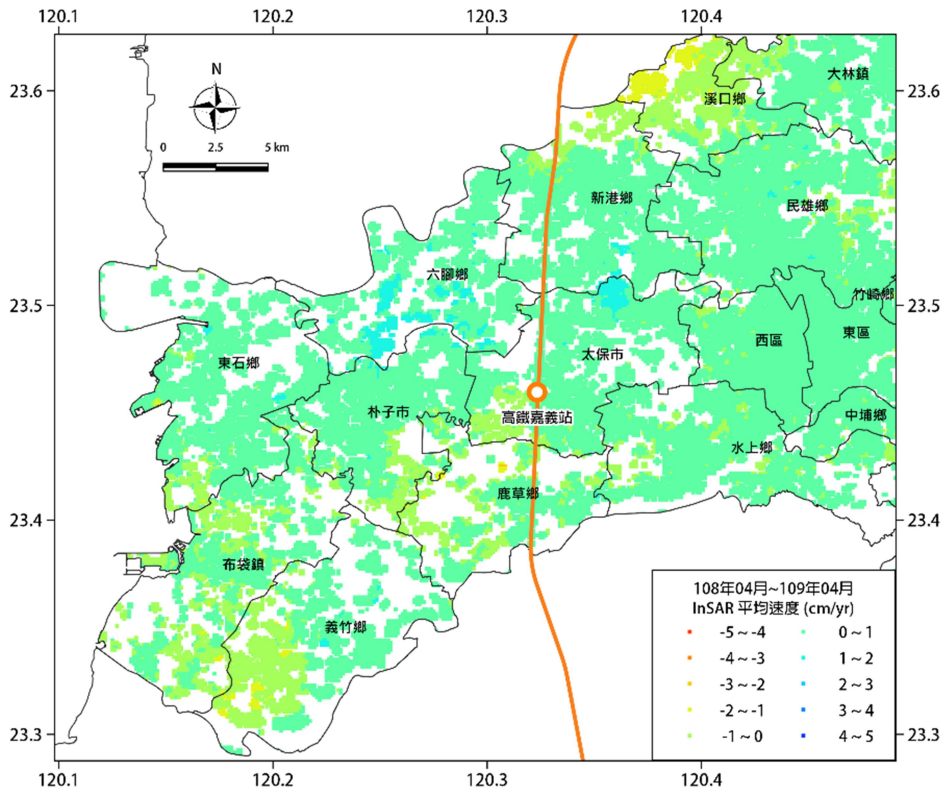 120.1 120.2 120.3 120.4
23.6 23.6
N
0 2.5 5 km
大林鎮
溪口鄉
新港鄉
民雄鄉
六腳鄉
竹崎鄉
23.5 23.5
東區
西區
太保市
東石鄉
朴子市
高鐵嘉義站
中埔鄉
水上鄉
鹿草鄉
23.4 23.4
布袋鎮
義竹鄉
108年04月~109年04月
InSAR 平均速度 (cm/yr)
-5 ~ -4 0 ~ 1
-4 ~ -3 1 ~ 2
-3 ~ -2 2 ~ 3
-2 ~ -1 3 ~ 4
-1 ~ 0 4 ~ 5
23.3 23.3
120.1 120.2 120.3 120.4